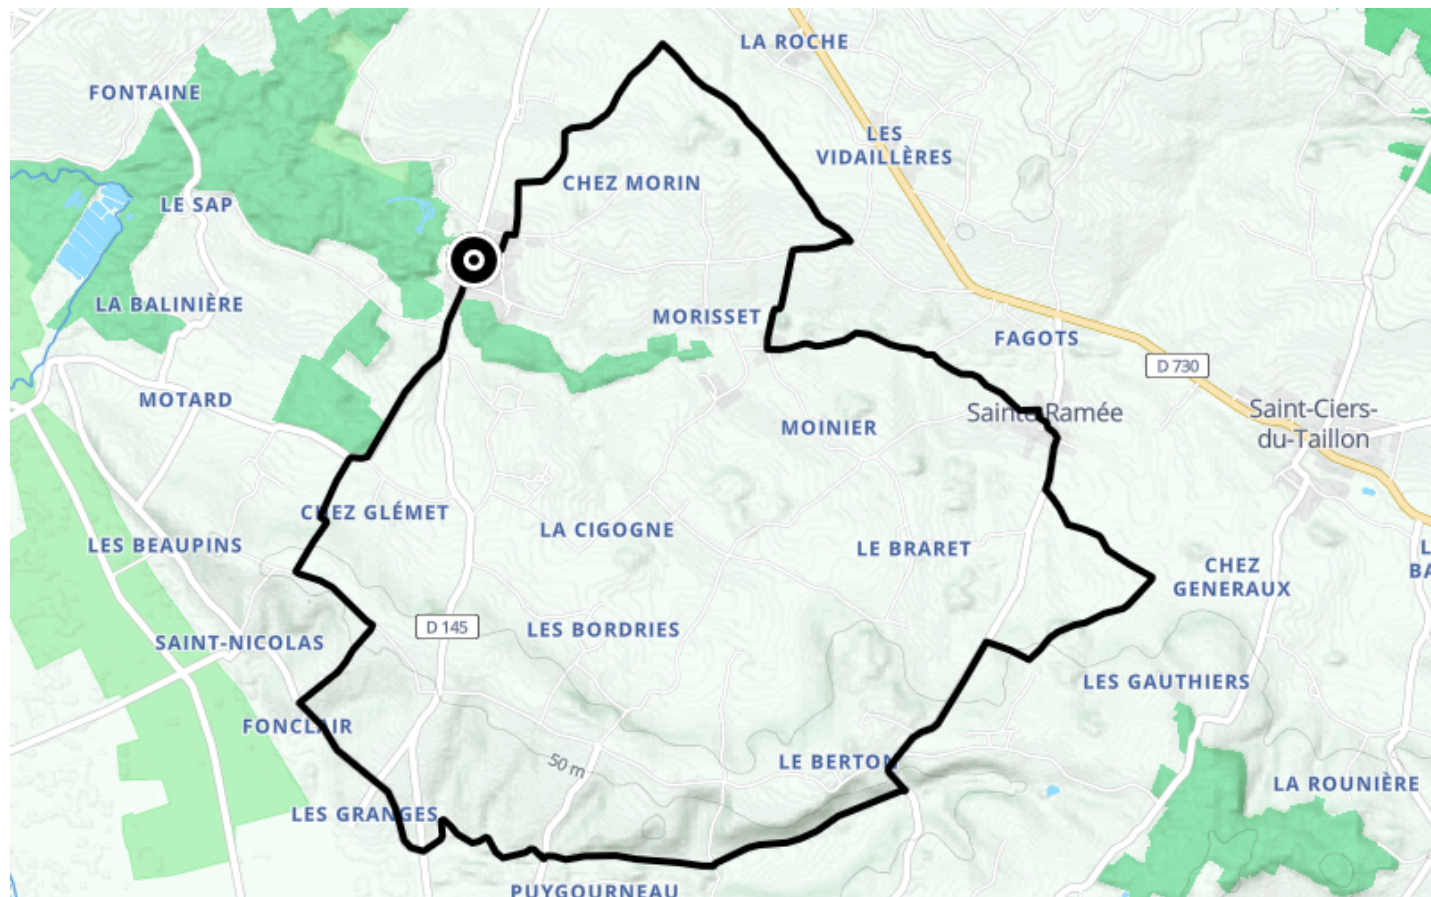 LA ROCHE
FONTAINE
LES
VIDAILLÈRES
CHEZ MORIN
LE SAP
LA BALINIÈRE
MORISSET
FAGOTS
D 730
MOTARD
Sainte-Ramée
Saint-Ciers-
du-Taillon
MOINIER
CHEZ GLÉMET
LA CIGOGNE
LES BEAUPINS
LE BRARET
CHEZ
GENERAUX
L
BA
D 145
LES BORDRIES
SAINT-NICOLAS
LES GAUTHIERS
FONCLAIR
50 m
LE BERTON
LA ROUNIÈRE
LES GRANGES
PUYGOURNEAU